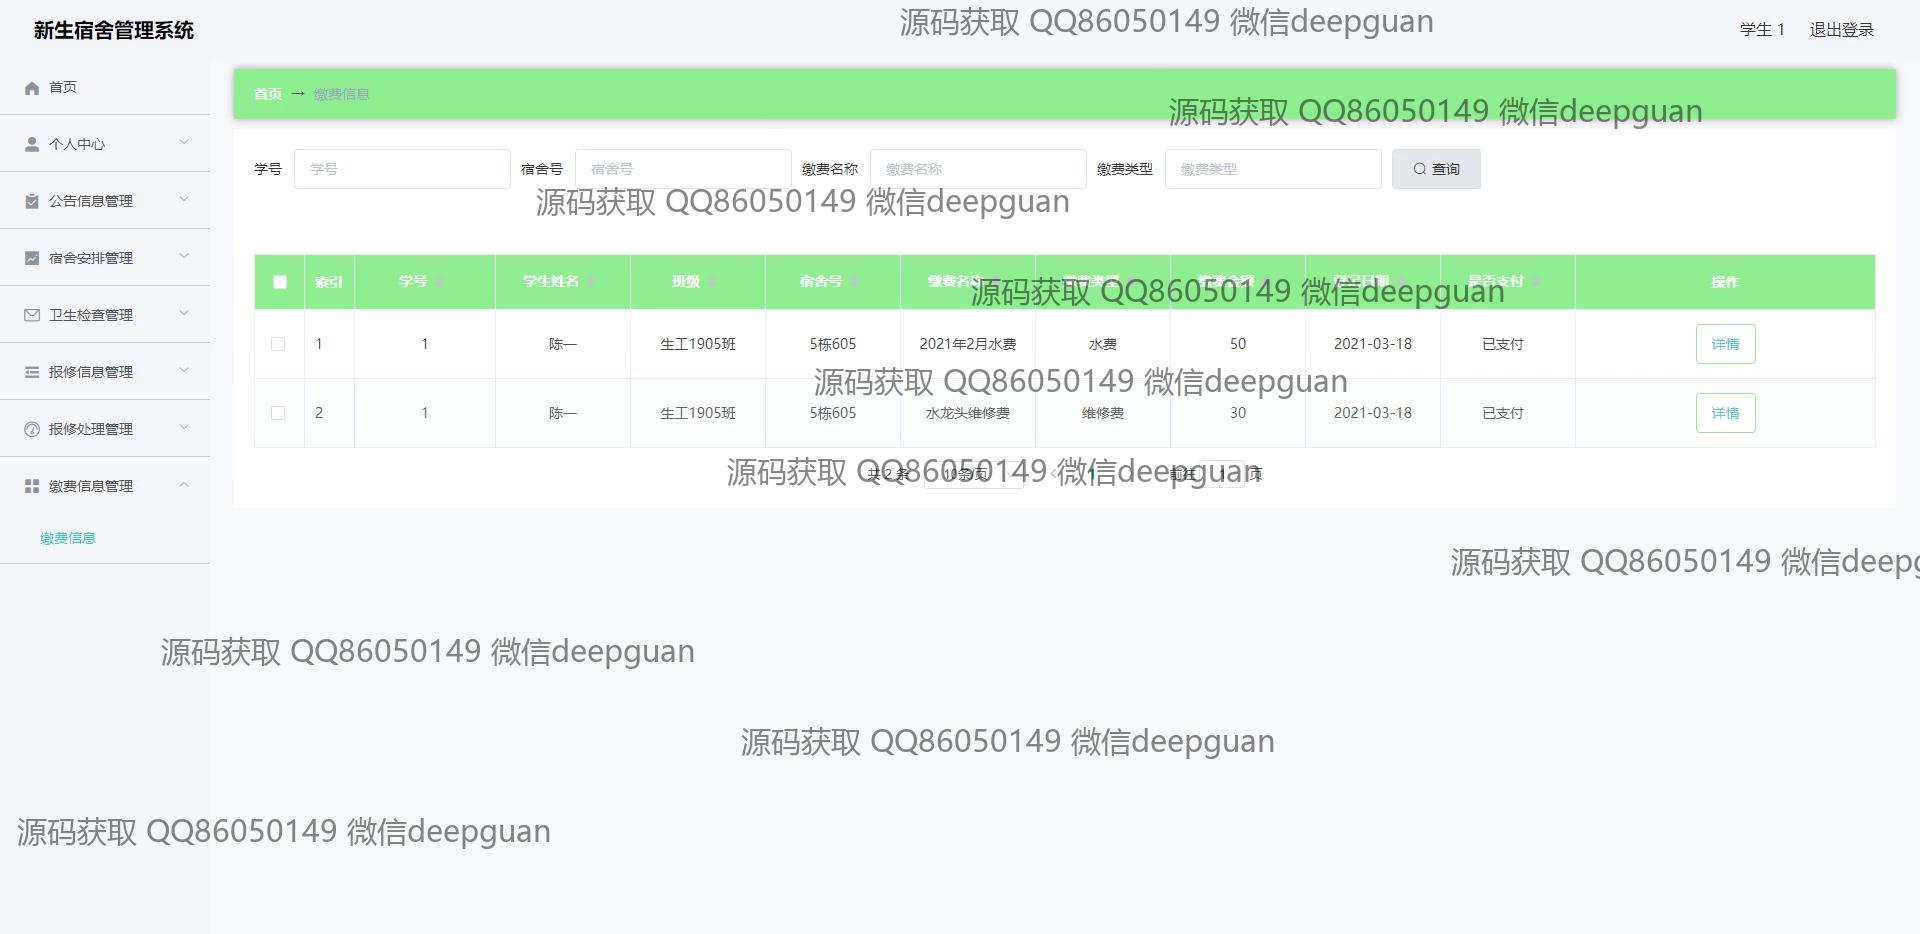 新生宿舍管理系统
源码获取 QQ86050149 微信deepguan
学生 1 退出登录
首页
个人中心
公告信息管理
宿舍安排管理
卫生检查管理
报修信息管理
报修处理管理
缴费信息管理
缴费信息
首页 → 缴费信息
源码获取 QQ86050149 微信deepguan
学号 学号 宿舍号 宿舍号 缴费名称 缴费名称 缴费类型 缴费类型 查询
源码获取 QQ86050149 微信deepguan
索引 学号 学生姓名 班级 宿舍号 缴费名称 缴费类型 缴费金额 登记日期 是否支付 操作
源码获取 QQ86050149 微信deepguan
1 1 陈一 生工1905班 5栋605 2021年2月水费 水费 50 2021-03-18 已支付 详情
源码获取 QQ86050149 微信deepguan
2 1 陈一 生工1905班 5栋605 水龙头维修费 维修费 30 2021-03-18 已支付 详情
共 2 条 10条/页 1 前往 1 页
源码获取 QQ86050149 微信deepguan
源码获取 QQ86050149 微信deepg
源码获取 QQ86050149 微信deepguan
源码获取 QQ86050149 微信deepguan
源码获取 QQ86050149 微信deepguan